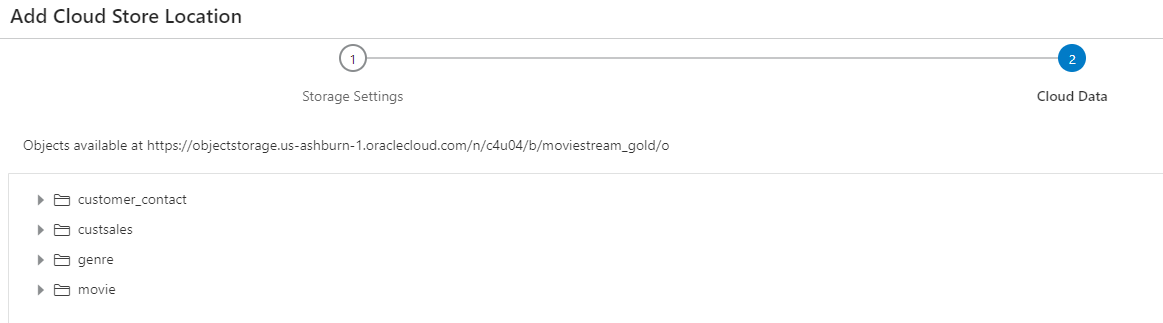 Add Cloud Store Location
1
2
Storage Settings
Cloud Data
Objects available at https://objectstorage.us-ashburn-1.oraclecloud.com/n/c4u04/b/moviestream_gold/o
customer_contact
custsales
genre
movie